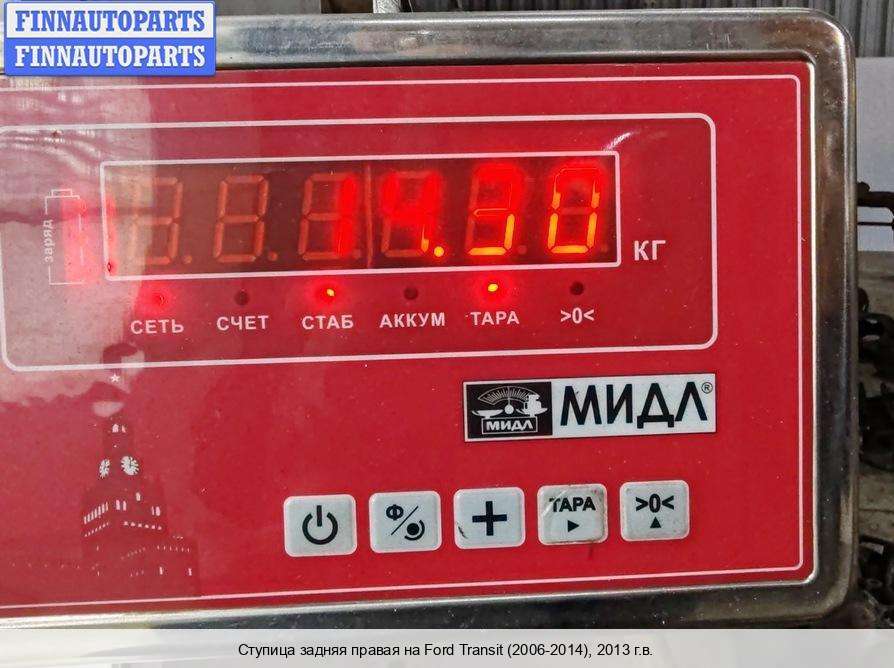 FINNAUTOPARTS
FINNAUTOPARTS
заряд
14.30
КГ
СЕТЬ СЧЕТ СТАБ АККУМ ТАРА >0<
МИДЛ МИДЛ®
Ф ТАРА >0<
Ступица задняя правая на Ford Transit (2006-2014), 2013 г.в.